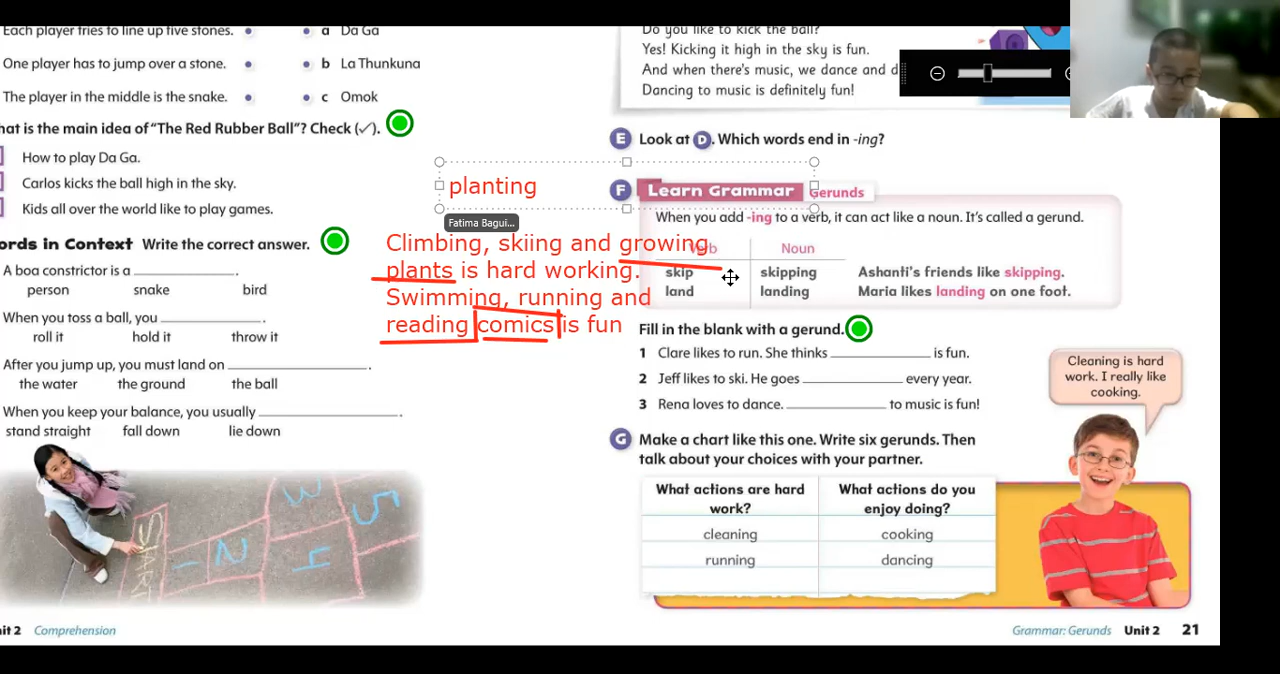 Each player tries to line up five stones.
a Da Ga
One player has to jump over a stone.
b La Thunkuna
The player in the middle is the snake.
c Omok
hat is the main idea of "The Red Rubber Ball"? Check (✓).
How to play Da Ga.
Carlos kicks the ball high in the sky.
Kids all over the world like to play games.
ords in Context Write the correct answer.
A boa constrictor is a ____________.
person snake bird
When you toss a ball, you ____________.
roll it hold it throw it
After you jump up, you must land on ____________.
the water the ground the ball
When you keep your balance, you usually ____________.
stand straight fall down lie down
START
1
2
3
4
5
nit 2 Comprehension
planting
Fatima Bagui...
Climbing, skiing and growing
plants is hard working.
Swimming, running and
reading comics is fun
Do you like to kick the ball?
Yes! Kicking it high in the sky is fun.
And when there's music, we dance and d
Dancing to music is definitely fun!
E Look at D. Which words end in -ing?
F Learn Grammar Gerunds
When you add -ing to a verb, it can act like a noun. It's called a gerund.
Verb Noun
skip skipping Ashanti's friends like skipping.
land landing Maria likes landing on one foot.
Fill in the blank with a gerund.
1 Clare likes to run. She thinks ____________ is fun.
2 Jeff likes to ski. He goes ____________ every year.
3 Rena loves to dance. ____________ to music is fun!
G Make a chart like this one. Write six gerunds. Then
talk about your choices with your partner.
What actions are hard
work?
What actions do you
enjoy doing?
cleaning cooking
running dancing
Cleaning is hard
work. I really like
cooking.
Grammar: Gerunds Unit 2 21